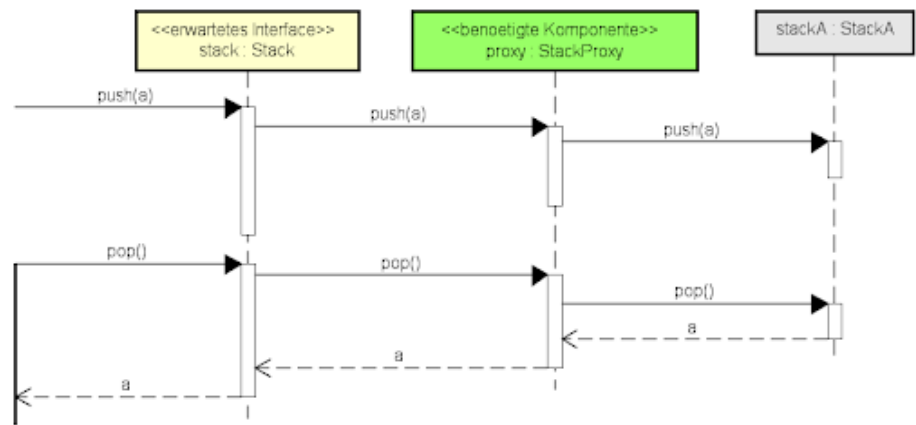 <<erwartetes Interface>>
stack : Stack
<<benoetigte Komponente>>
proxy : StackProxy
stackA : StackA
push(a)
push(a)
push(a)
pop()
pop()
pop()
a
a
a